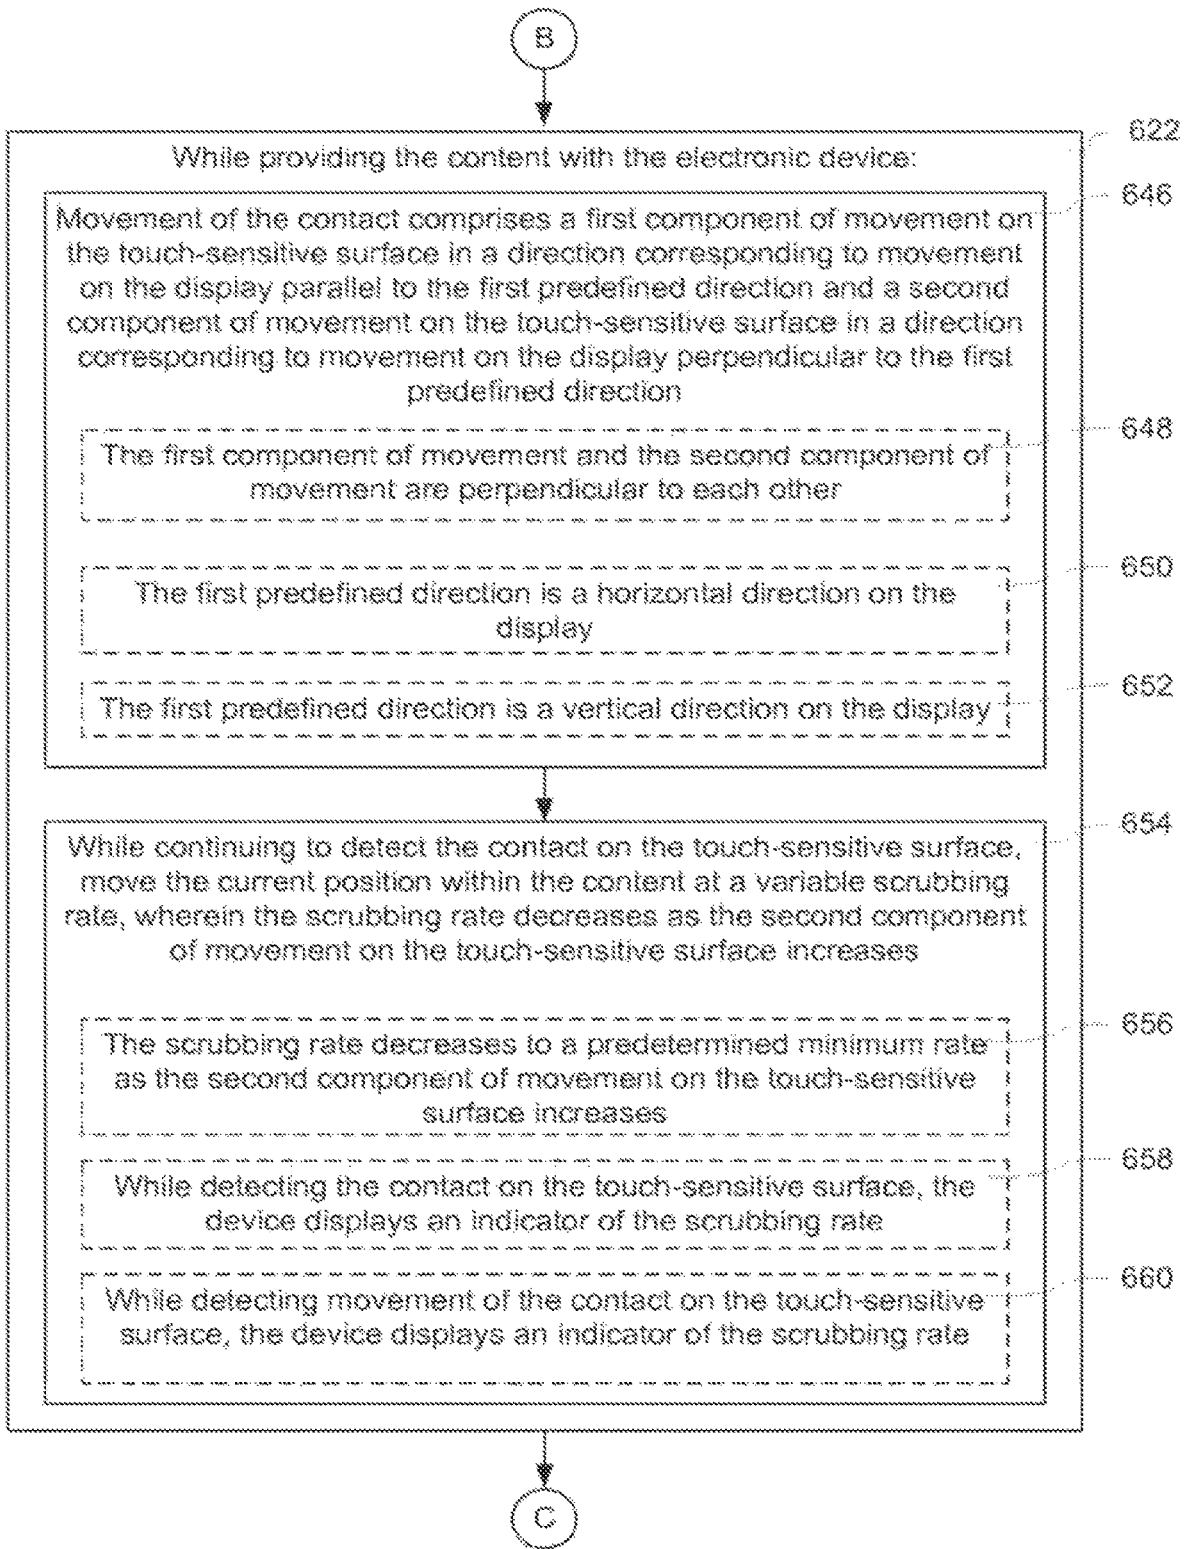 B
622
While providing the content with the electronic device:
646
Movement of the contact comprises a first component of movement on
the touch-sensitive surface in a direction corresponding to movement
on the display parallel to the first predefined direction and a second
component of movement on the touch-sensitive surface in a direction
corresponding to movement on the display perpendicular to the first
predefined direction
648
The first component of movement and the second component of
movement are perpendicular to each other
650
The first predefined direction is a horizontal direction on the
display
652
The first predefined direction is a vertical direction on the display
654
While continuing to detect the contact on the touch-sensitive surface,
move the current position within the content at a variable scrubbing
rate, wherein the scrubbing rate decreases as the second component
of movement on the touch-sensitive surface increases
656
The scrubbing rate decreases to a predetermined minimum rate
as the second component of movement on the touch-sensitive
surface increases
658
While detecting the contact on the touch-sensitive surface, the
device displays an indicator of the scrubbing rate
660
While detecting movement of the contact on the touch-sensitive
surface, the device displays an indicator of the scrubbing rate
C